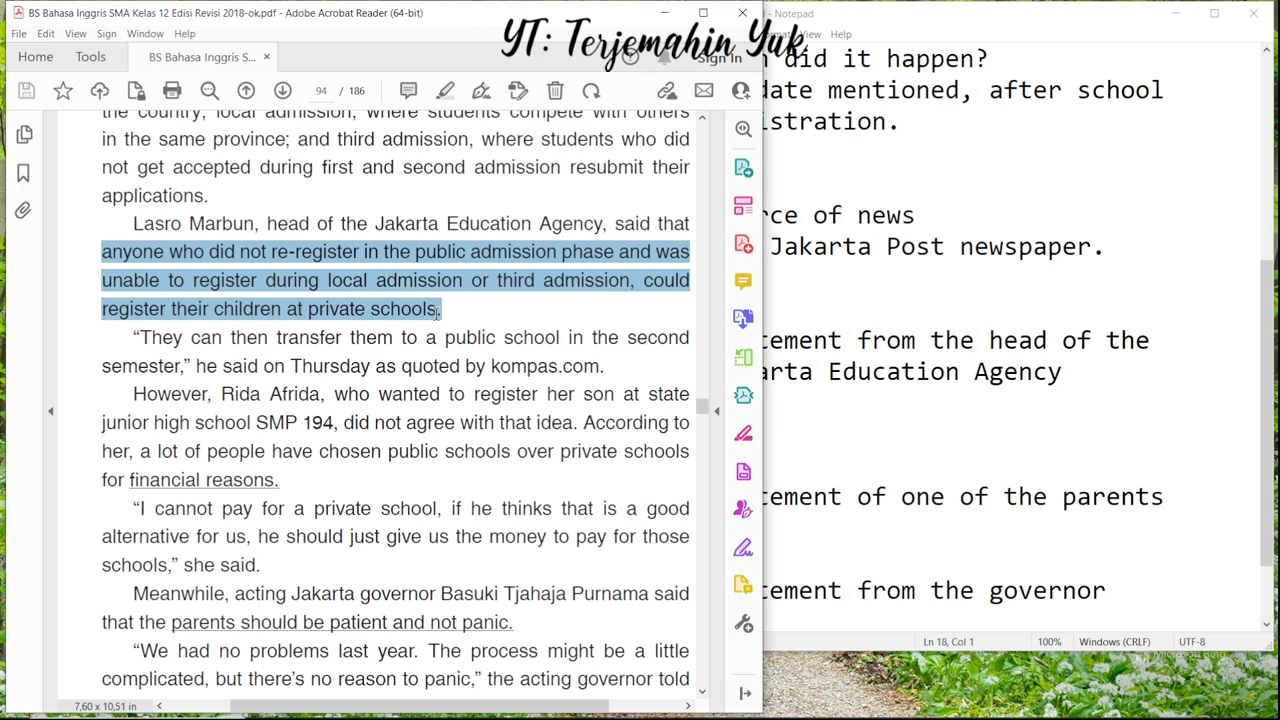 BS Bahasa Inggris SMA Kelas 12 Edisi Revisi 2018-ok.pdf - Adobe Acrobat Reader (64-bit)
- Notepad
YT: Terjemahin Yuk
File Edit View Sign Window Help
View Help
Home Tools BS Bahasa Inggris S... × Sign In
94 / 186
the country; local admission, where students compete with others
in the same province; and third admission, where students who did
not get accepted during first and second admission resubmit their
applications.
Lasro Marbun, head of the Jakarta Education Agency, said that
anyone who did not re-register in the public admission phase and was
unable to register during local admission or third admission, could
register their children at private schools.
“They can then transfer them to a public school in the second
semester,” he said on Thursday as quoted by kompas.com.
However, Rida Afrida, who wanted to register her son at state
junior high school SMP 194, did not agree with that idea. According to
her, a lot of people have chosen public schools over private schools
for financial reasons.
“I cannot pay for a private school, if he thinks that is a good
alternative for us, he should just give us the money to pay for those
schools,” she said.
Meanwhile, acting Jakarta governor Basuki Tjahaja Purnama said
that the parents should be patient and not panic.
“We had no problems last year. The process might be a little
complicated, but there’s no reason to panic,” the acting governor told
7,60 x 10,51 in
did it happen?
date mentioned, after school
istration.
rce of news
Jakarta Post newspaper.
tement from the head of the
arta Education Agency
tement of one of the parents
tement from the governor
Ln 18, Col 1 100% Windows (CRLF) UTF-8